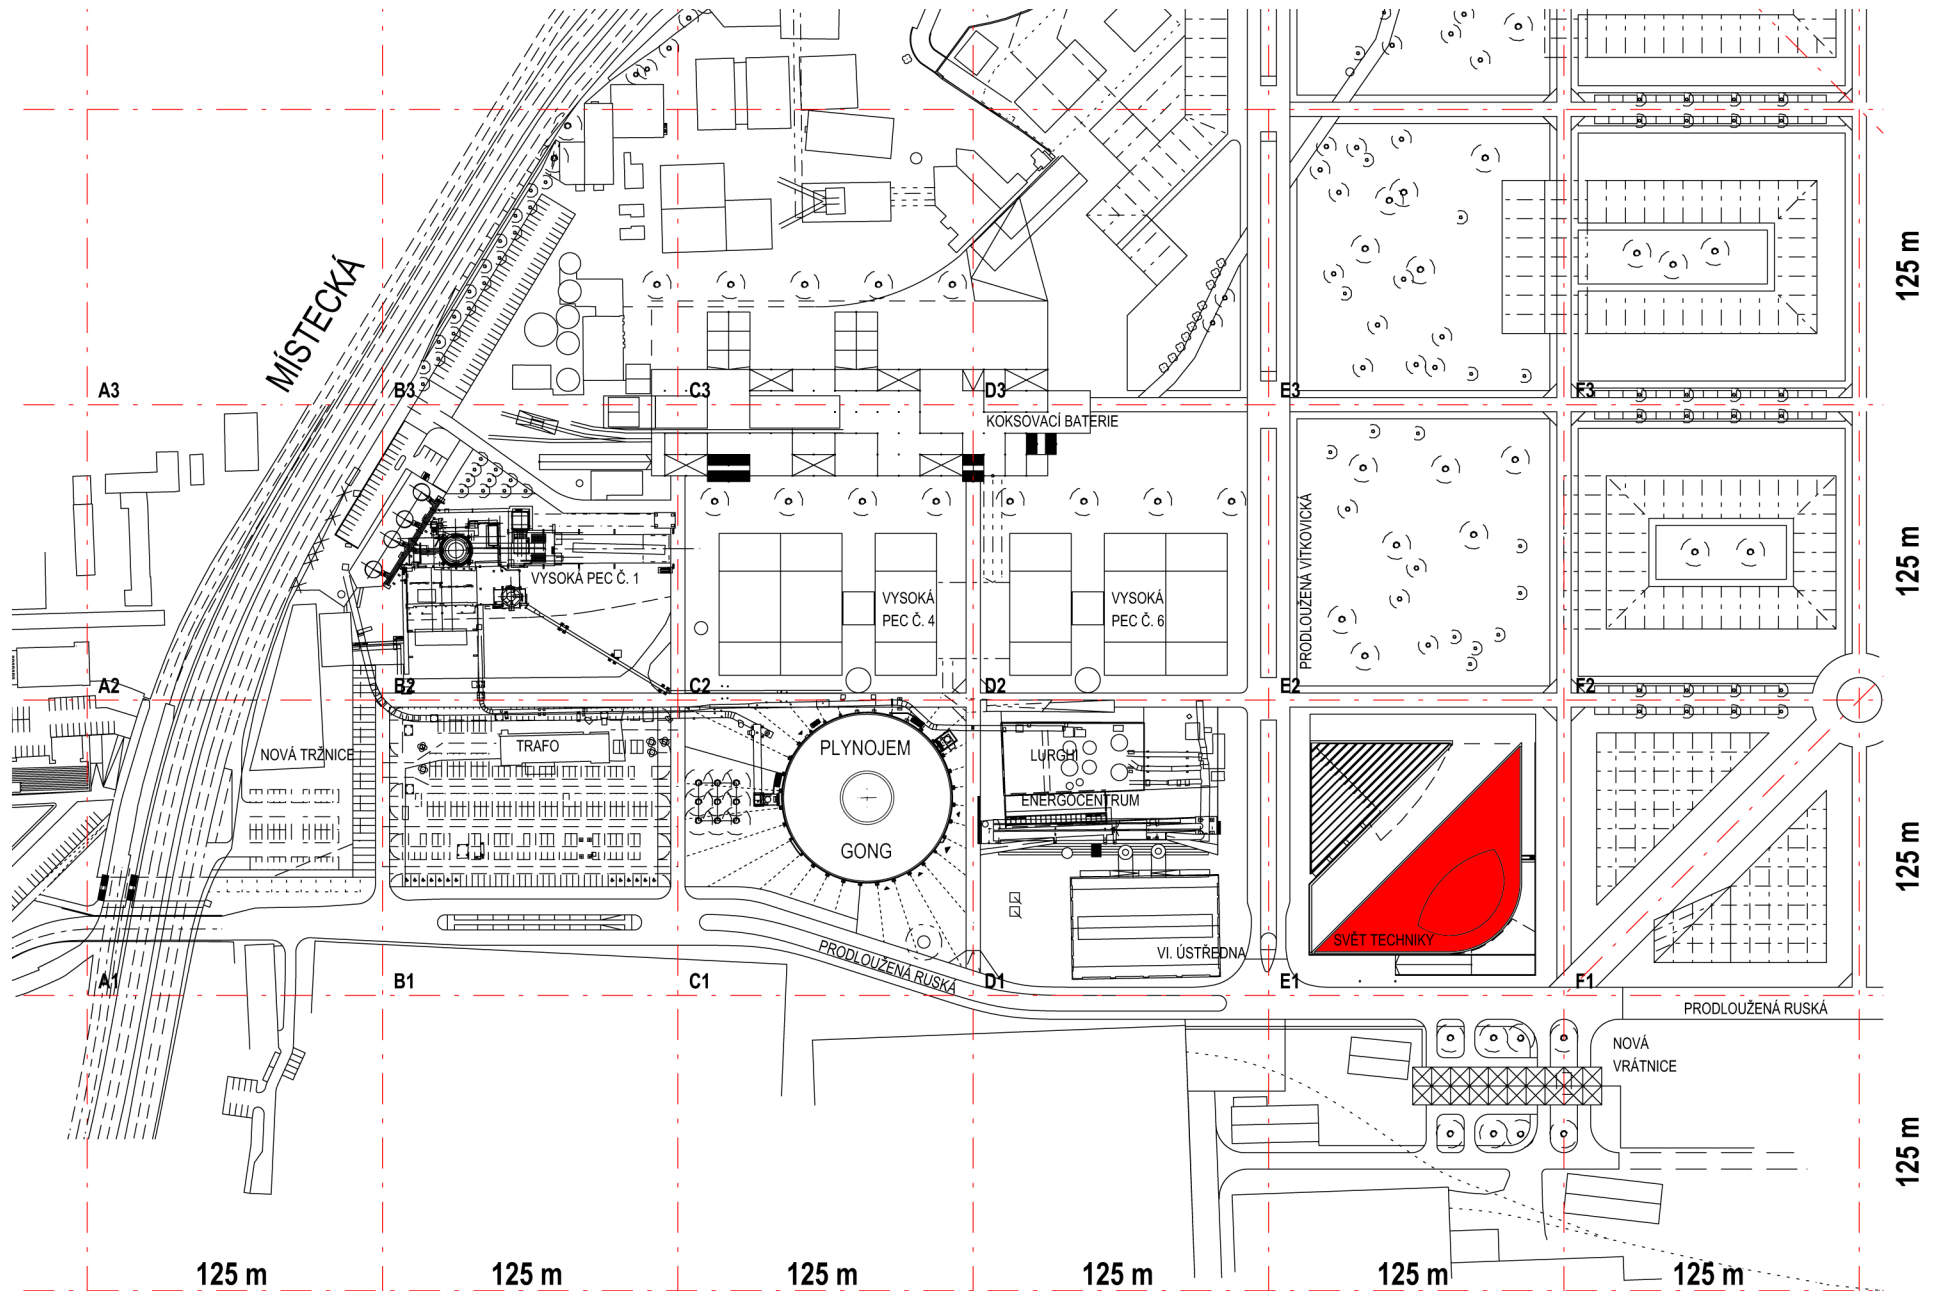 125 m
MÍSTECKÁ
A3
B3
C3
D3
E3
F3
KOKSOVACÍ BATERIE
125 m
PRODLOUŽENÁ VÍTKOVICKÁ
VYSOKÁ PEC Č. 1
VYSOKÁ
PEC Č. 4
VYSOKÁ
PEC Č. 6
A2
B2
C2
D2
E2
F2
NOVÁ TRŽNICE
TRAFO
PLYNOJEM
GONG
LURGHI
ENERGOCENTRUM
125 m
SVĚT TECHNIKY
VI. ÚSTŘEDNA
PRODLOUŽENÁ RUSKÁ
A1
B1
C1
D1
E1
F1
PRODLOUŽENÁ RUSKÁ
NOVÁ
VRÁTNICE
125 m
125 m
125 m
125 m
125 m
125 m
125 m